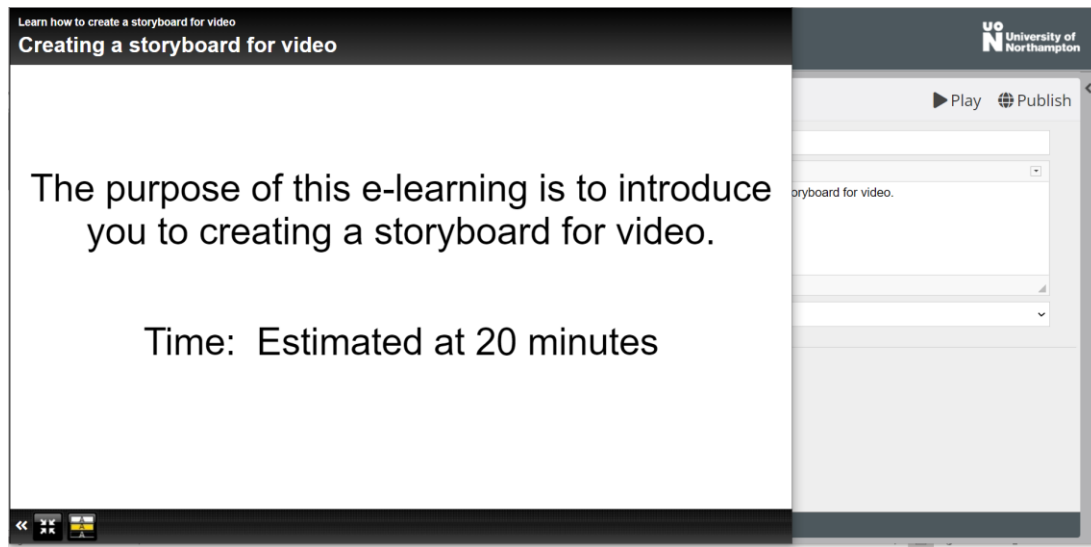 Learn how to create a storyboard for video
Creating a storyboard for video
UON University of
Northampton
Play Publish
The purpose of this e-learning is to introduce
you to creating a storyboard for video.
oryboard for video.
Time: Estimated at 20 minutes